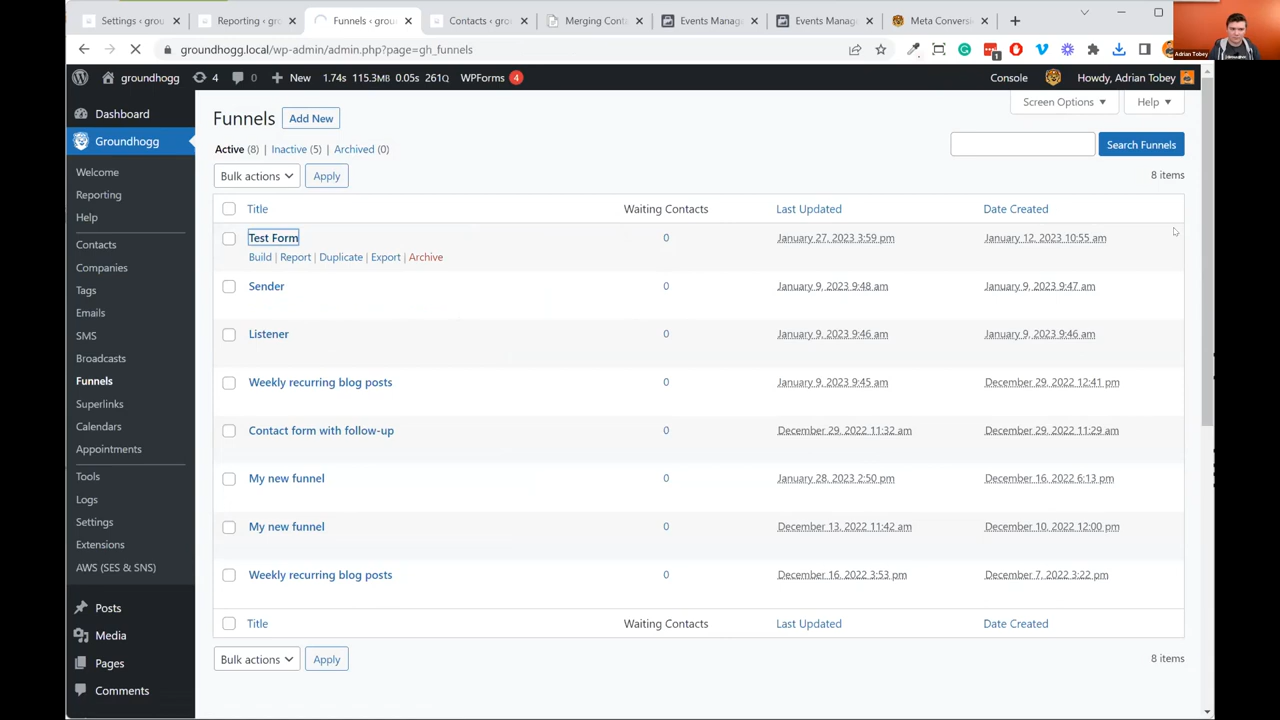 Settings ‹ grou
Reporting ‹ gr
Funnels ‹ grou
Contacts ‹ gro
Merging Cont
Events Manag
Events Manag
Meta Convers
groundhogg.local/wp-admin/admin.php?page=gh_funnels
Adrian Tobey
groundhogg 4 New 1.74s 115.3MB 0.05s 261Q WPForms 4 Console Howdy, Adrian Tobey
Dashboard
Groundhogg
Welcome
Reporting
Help
Contacts
Companies
Tags
Emails
SMS
Broadcasts
Funnels
Superlinks
Calendars
Appointments
Tools
Logs
Settings
Extensions
AWS (SES & SNS)
Posts
Media
Pages
Comments
Screen Options Help
Funnels Add New
Active (8) | Inactive (5) | Archived (0)
Search Funnels
Bulk actions Apply
8 items
Title Waiting Contacts Last Updated Date Created
Test Form 0 January 27, 2023 3:59 pm January 12, 2023 10:55 am
Build | Report | Duplicate | Export | Archive
Sender 0 January 9, 2023 9:48 am January 9, 2023 9:47 am
Listener 0 January 9, 2023 9:46 am January 9, 2023 9:46 am
Weekly recurring blog posts 0 January 9, 2023 9:45 am December 29, 2022 12:41 pm
Contact form with follow-up 0 December 29, 2022 11:32 am December 29, 2022 11:29 am
My new funnel 0 January 28, 2023 2:50 pm December 16, 2022 6:13 pm
My new funnel 0 December 13, 2022 11:42 am December 10, 2022 12:00 pm
Weekly recurring blog posts 0 December 16, 2022 3:53 pm December 7, 2022 3:22 pm
Title Waiting Contacts Last Updated Date Created
Bulk actions Apply
8 items